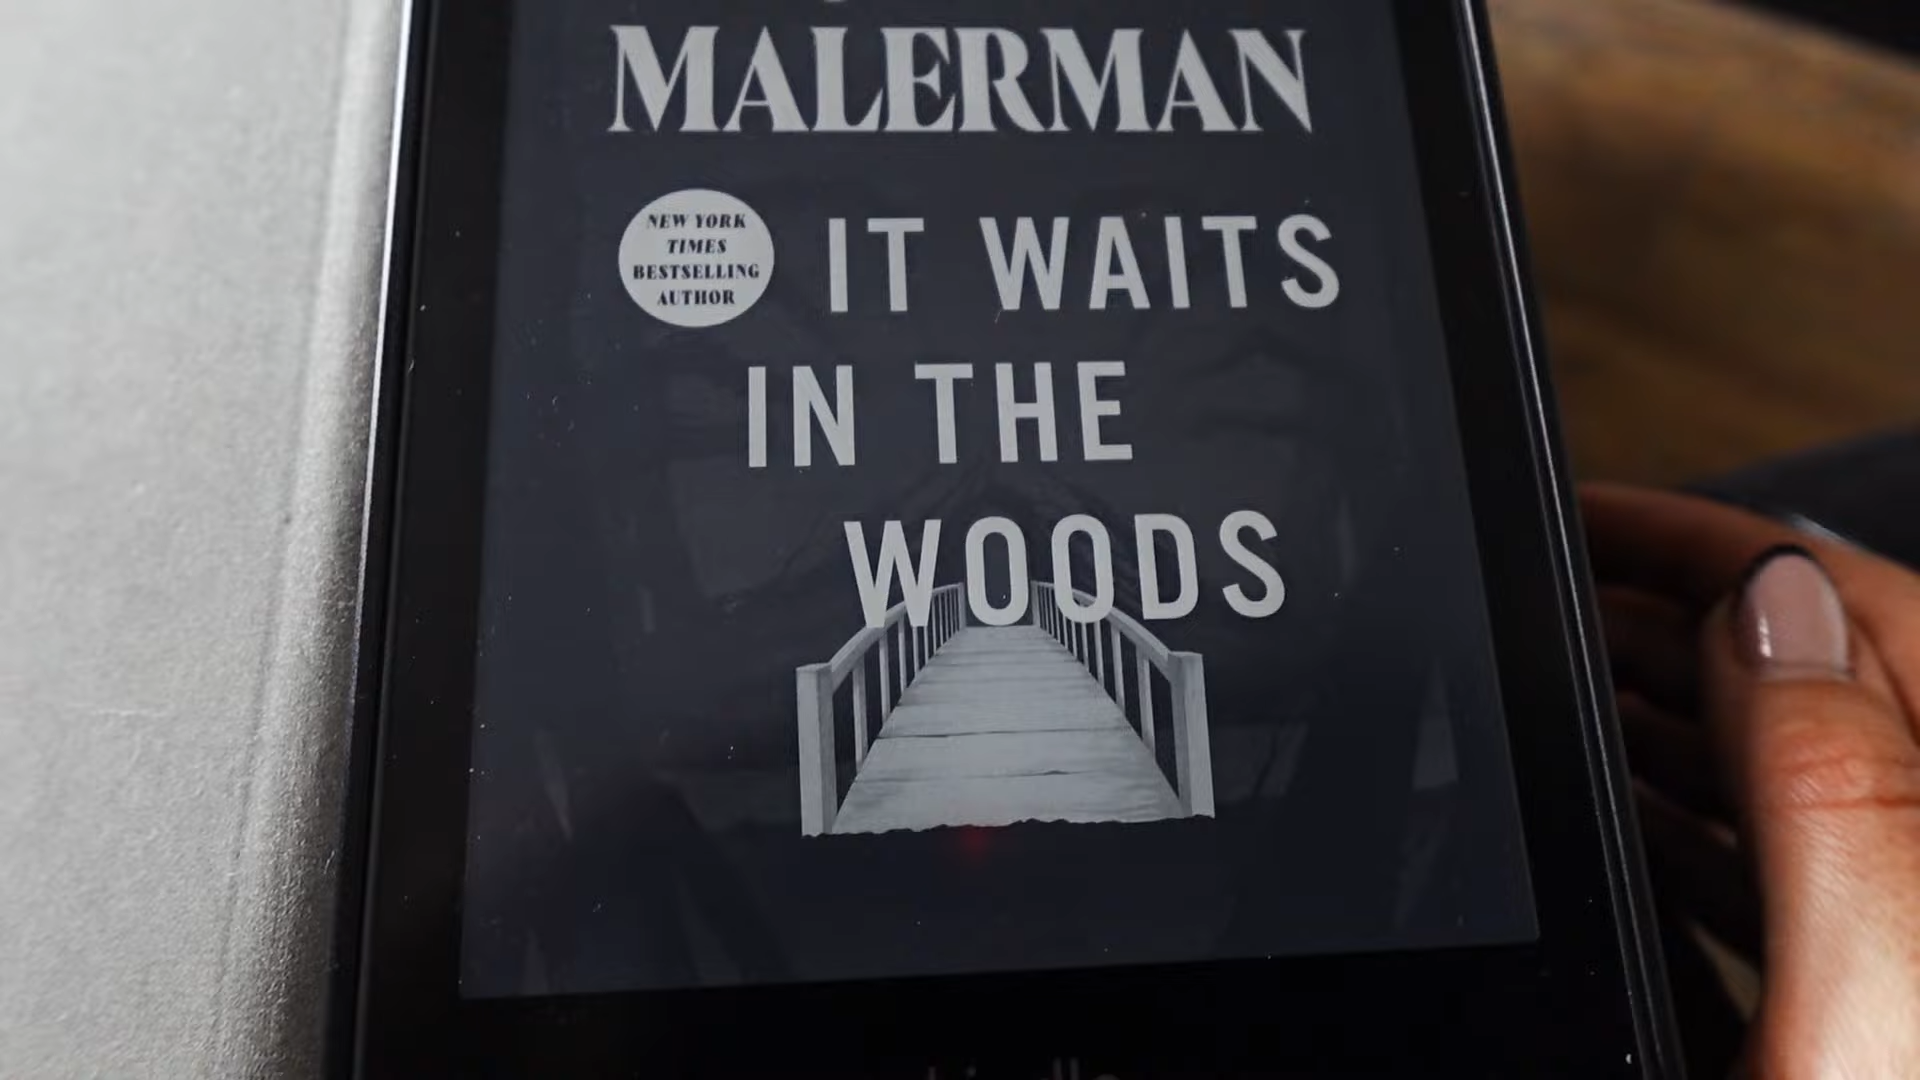 MALERMAN
NEW YORK
TIMES
BESTSELLING
AUTHOR
IT WAITS
IN THE
WOODS